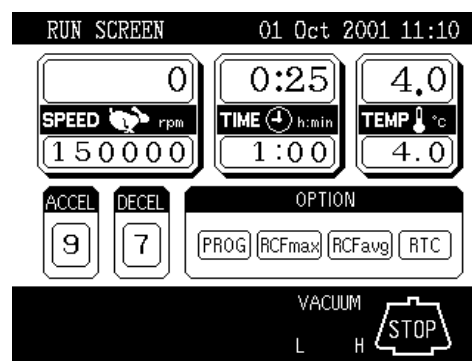 RUN SCREEN 01 Oct 2001 11:10
0 0:25 4.0
SPEED rpm TIME h:min TEMP °c
150000 1:00 4.0
ACCEL DECEL OPTION
9 7 PROG RCFmax RCFavg RTC
VACUUM
L H STOP